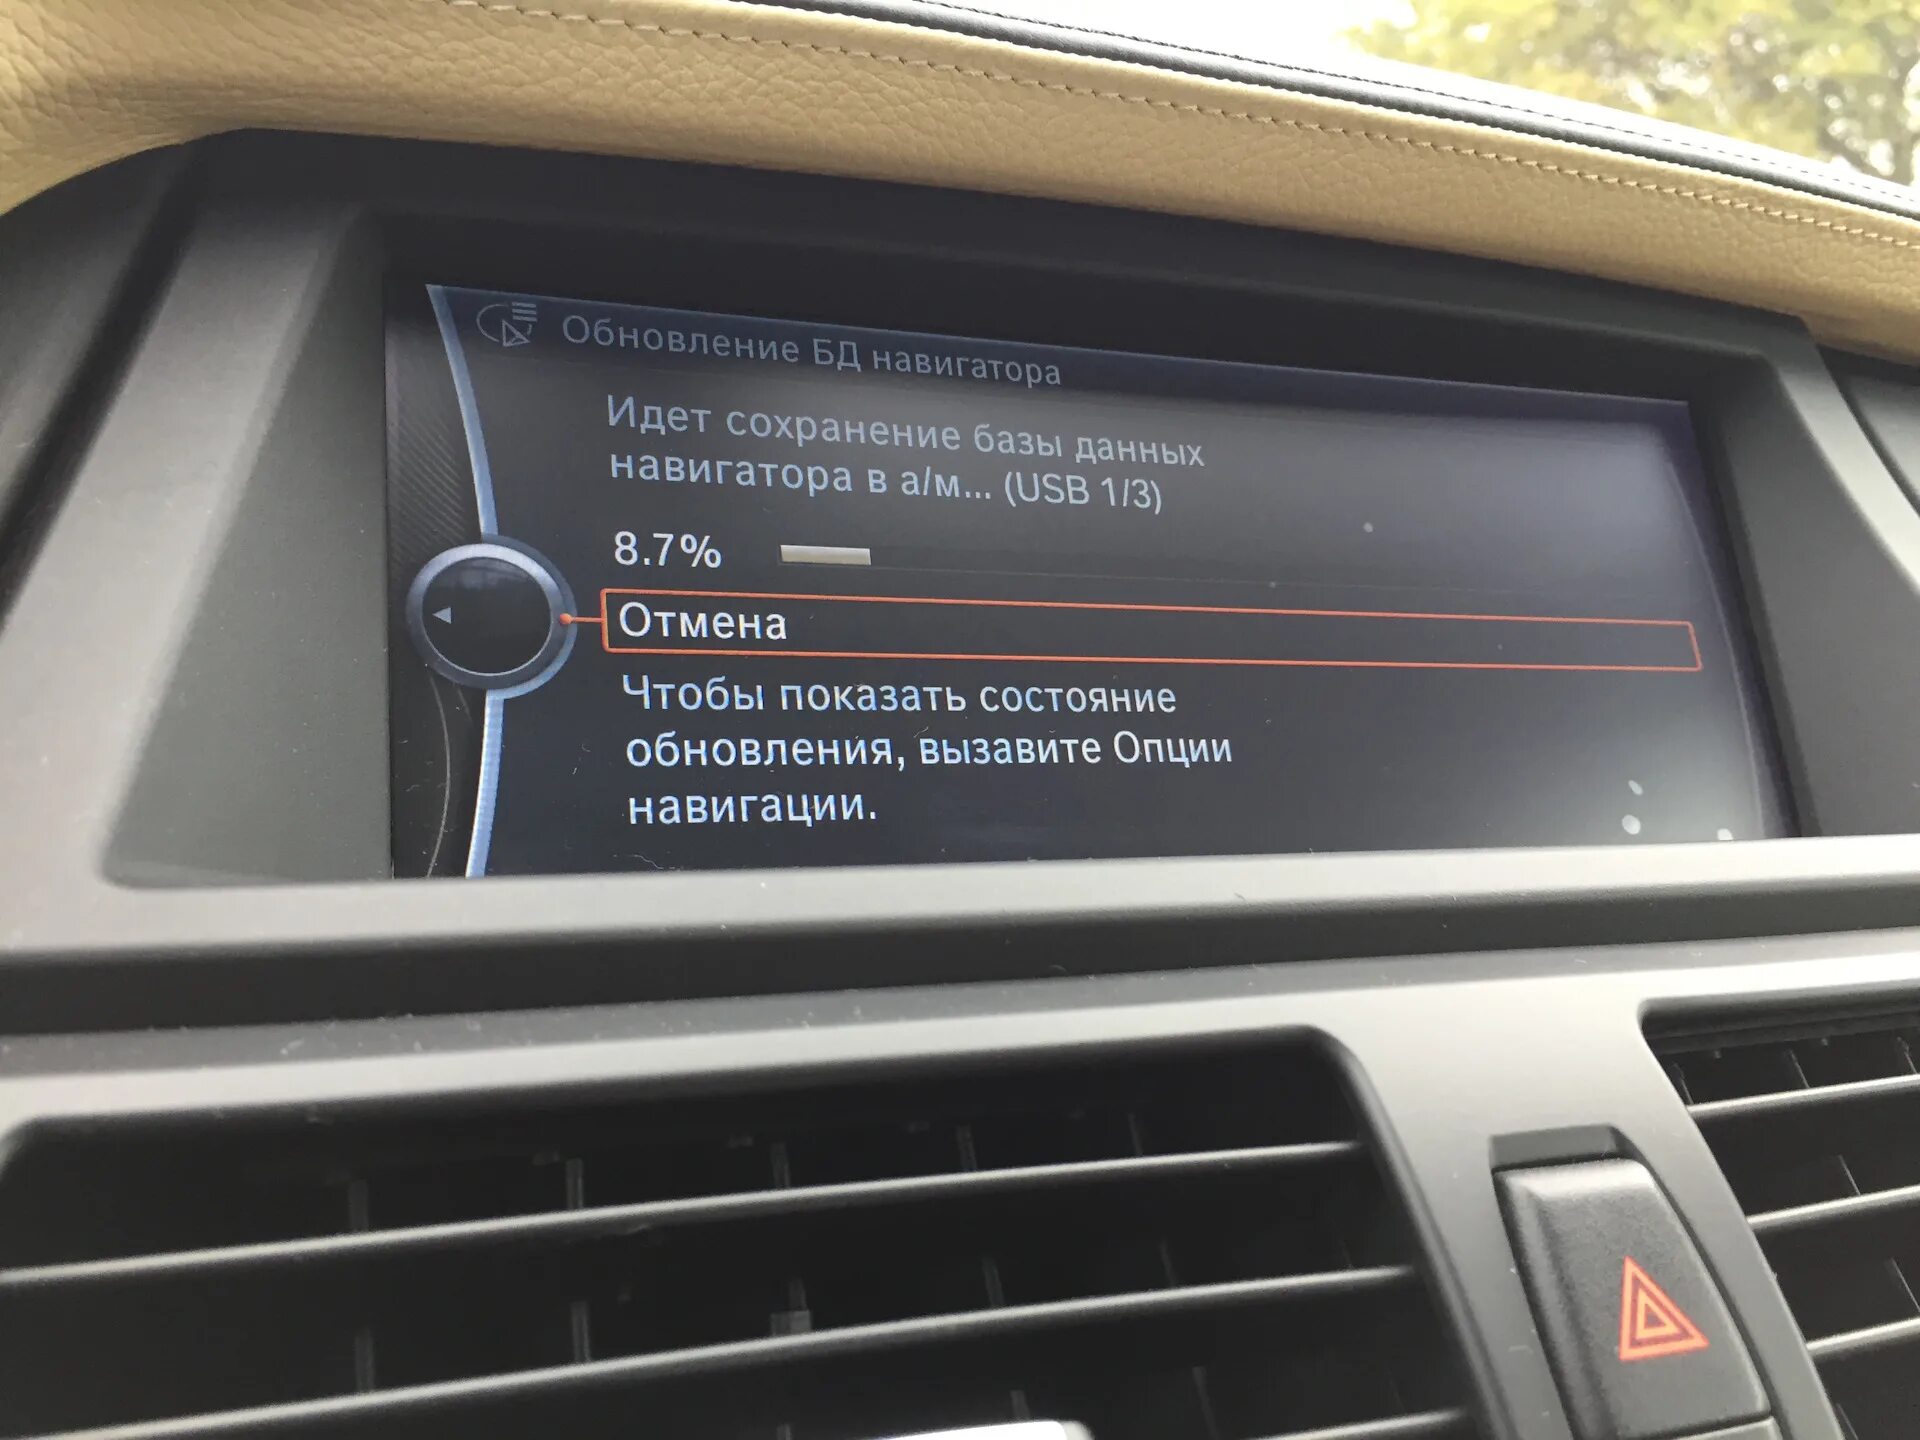 Обновление БД навигатора
Идет сохранение базы данных
навигатора в а/м... (USB 1/3)
8.7%
Отмена
Чтобы показать состояние
обновления, вызавите Опции
навигации.